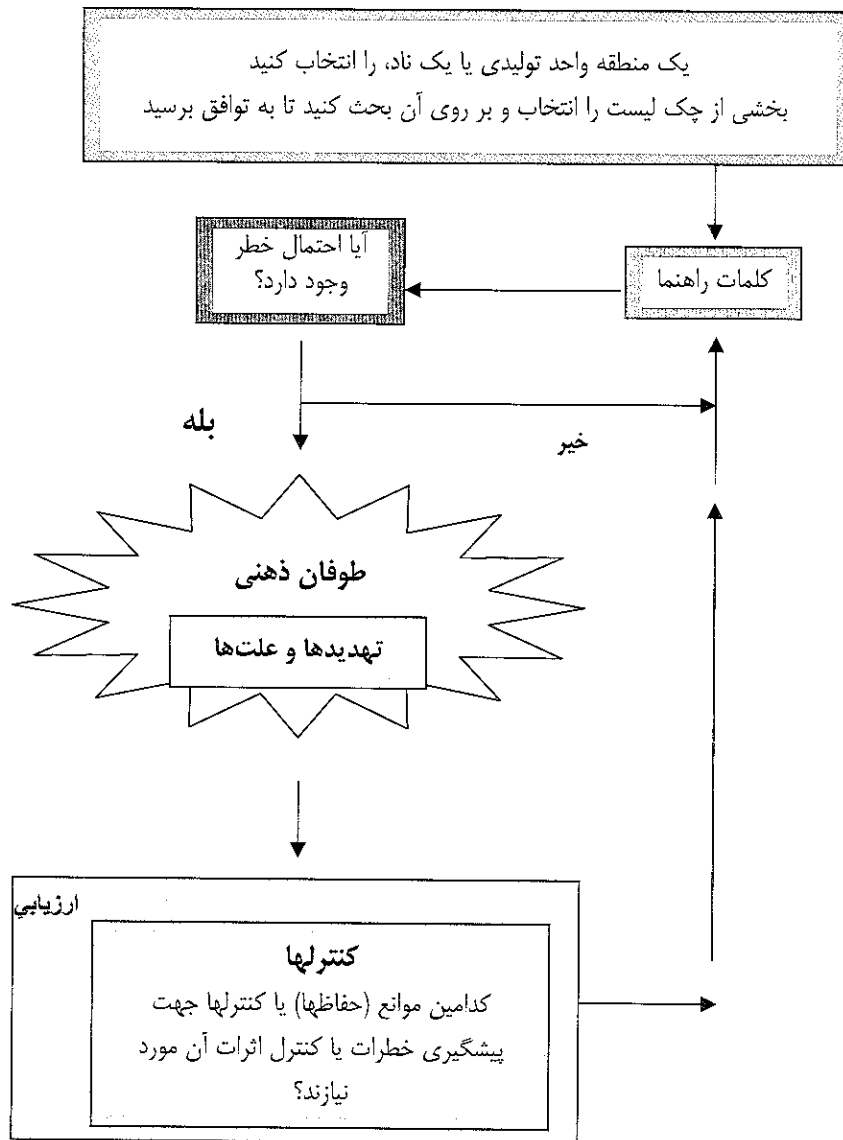 یک منطقه واحد تولیدی یا یک ناد، را انتخاب کنید
بخشی از چک لیست را انتخاب و بر روی آن بحث کنید تا به توافق برسید
کلمات راهنما
آیا احتمال خطر
وجود دارد؟
بله
خیر
طوفان ذهنی
تهدیدها و علت‌ها
ارزیابي
کنترلها
کدامین موانع (حفاظها) یا کنترلها جهت
پیشگیری خطرات یا کنترل اثرات آن مورد
نیازند؟